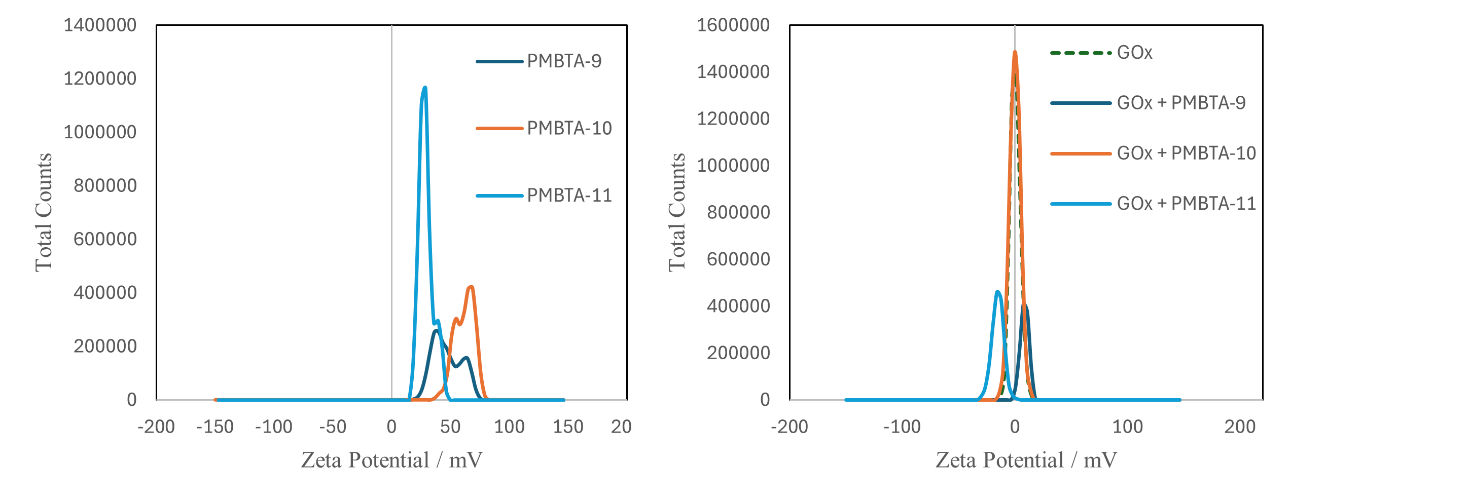 1400000
1200000
1000000
800000
600000
400000
200000
0
Total Counts
-200 -150 -100 -50 0 50 100 150 20
Zeta Potential / mV
PMBTA-9
PMBTA-10
PMBTA-11
1600000
1400000
1200000
1000000
800000
600000
400000
200000
0
Total Counts
-200 -100 0 100 200
Zeta Potential / mV
GOx
GOx + PMBTA-9
GOx + PMBTA-10
GOx + PMBTA-11